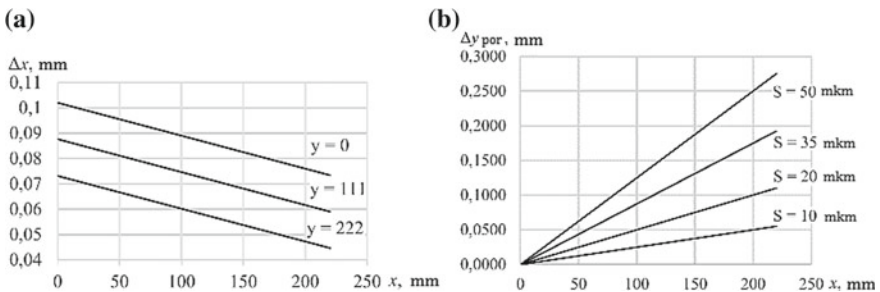 (a)
Δx, mm
0,11
0,1
0,09
0,08
0,07
0,06
0,05
0,04
y = 0
y = 111
y = 222
0 50 100 150 200 250 x, mm
(b)
Δy por, mm
0,3000
0,2500
0,2000
0,1500
0,1000
0,0500
0,0000
S = 50 mkm
S = 35 mkm
S = 20 mkm
S = 10 mkm
0 50 100 150 200 250 x, mm